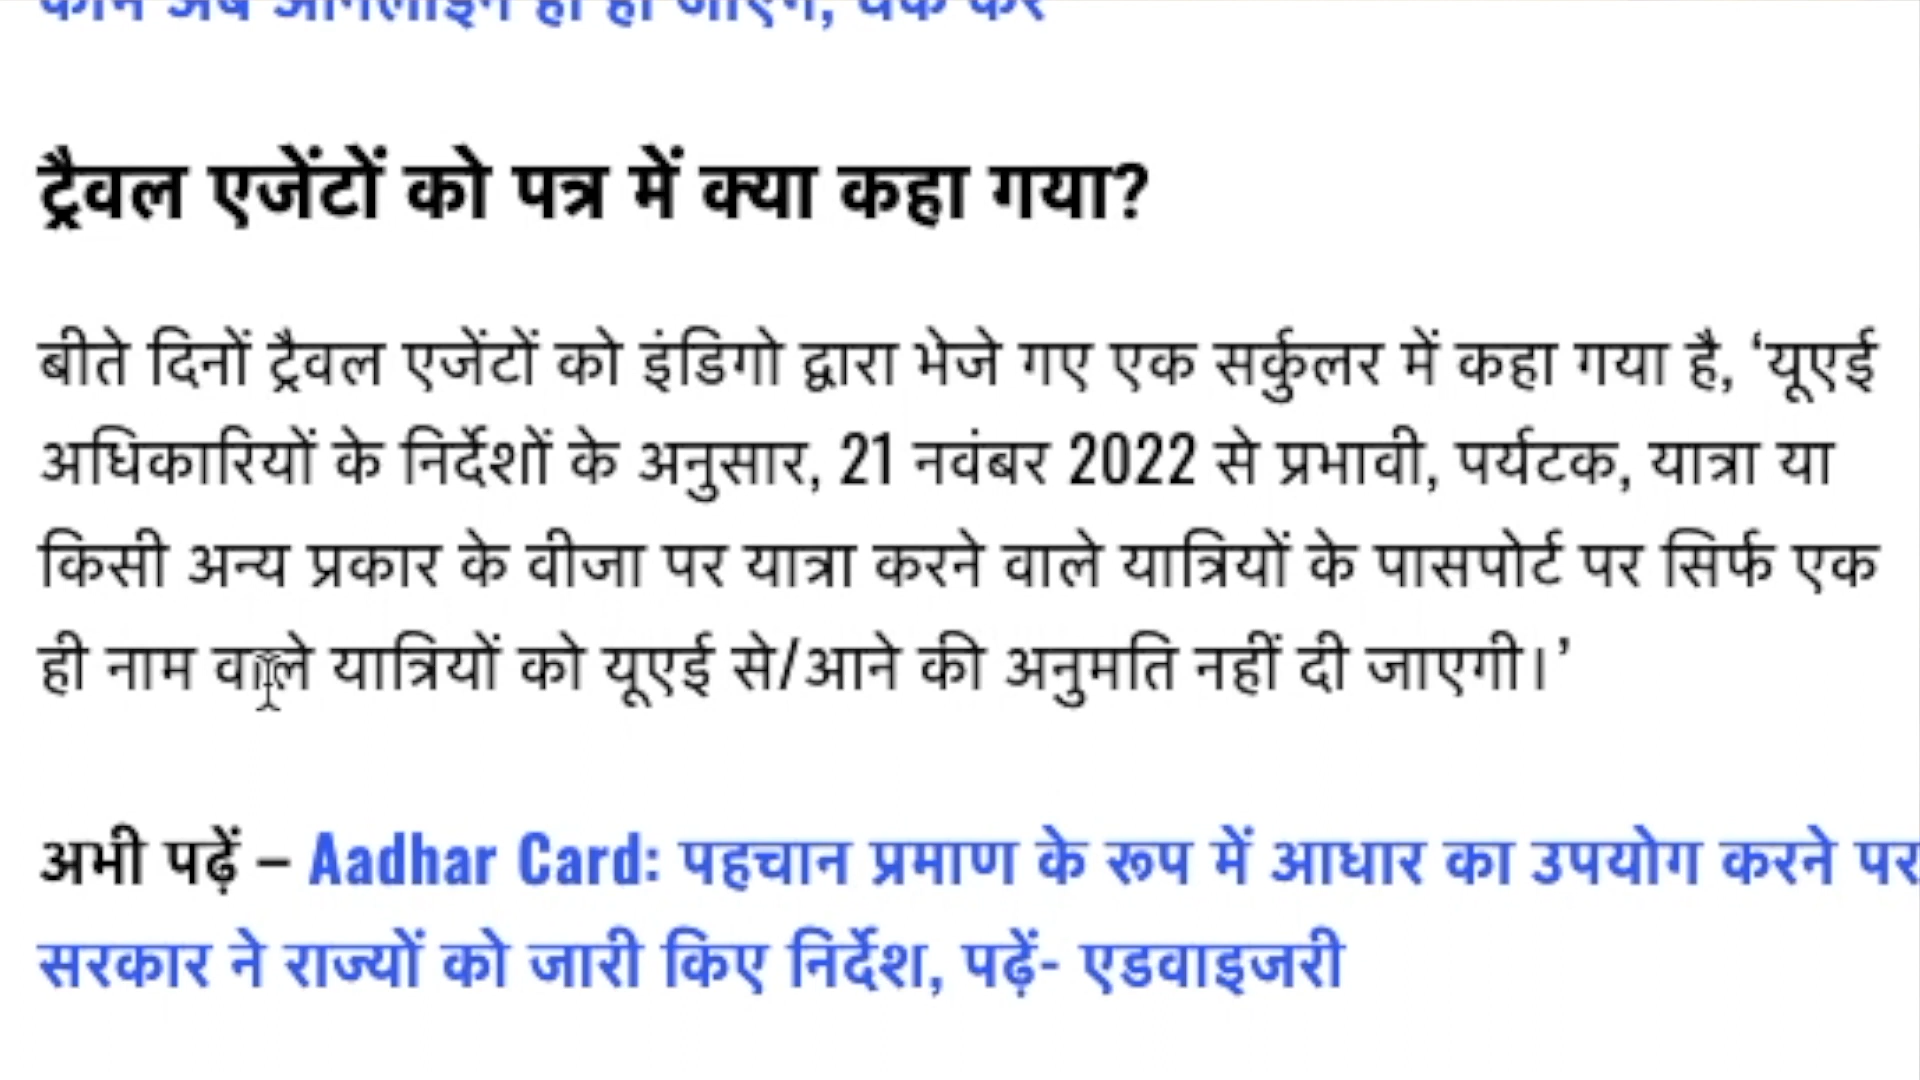 ट्रैवल एजेंटों को पत्र में क्या कहा गया?
बीते दिनों ट्रैवल एजेंटों को इंडिगो द्वारा भेजे गए एक सर्कुलर में कहा गया है, ‘यूएई
अधिकारियों के निर्देशों के अनुसार, 21 नवंबर 2022 से प्रभावी, पर्यटक, यात्रा या
किसी अन्य प्रकार के वीजा पर यात्रा करने वाले यात्रियों के पासपोर्ट पर सिर्फ एक
ही नाम वाले यात्रियों को यूएई से/आने की अनुमति नहीं दी जाएगी।’
अभी पढ़ें – Aadhar Card: पहचान प्रमाण के रूप में आधार का उपयोग करने पर
सरकार ने राज्यों को जारी किए निर्देश, पढ़ें- एडवाइजरी